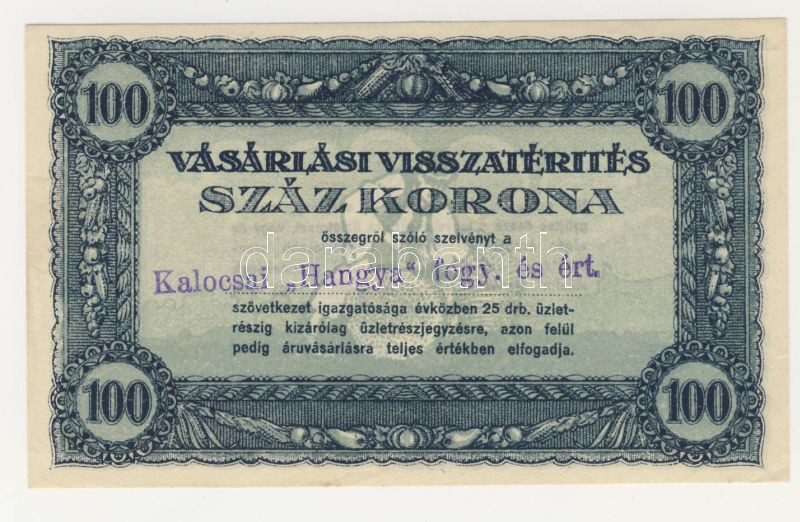 100 100
VÁSÁRLÁSI VISSZATÉRITÉS
SZÁZ KORONA
összegről szóló szelvényt a
Kalocsai „Hangya“ fogy. és ért.
darabanth
szövetkezet igazgatósága évközben 25 drb. üzlet-
részig kizárólag üzletrészjegyzésre, azon felül
pedig áruvásárlásra teljes értékben elfogadja.
100 100